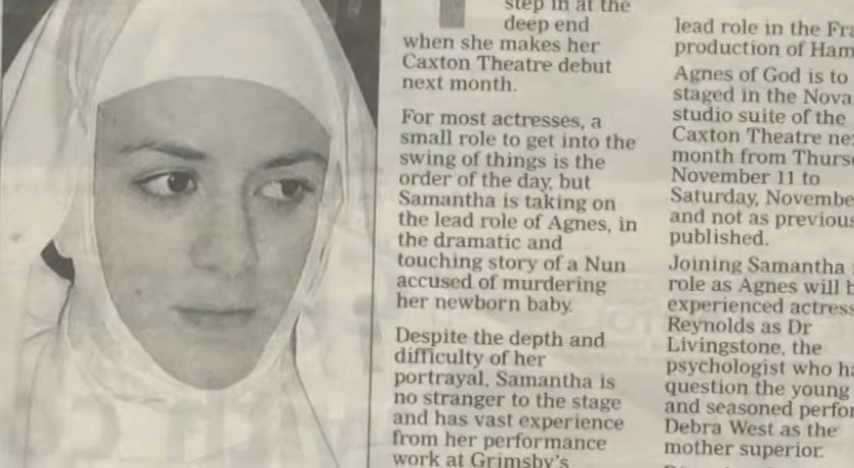 step in at the
deep end
when she makes her
Caxton Theatre debut
next month.
For most actresses, a
small role to get into the
swing of things is the
order of the day, but
Samantha is taking on
the lead role of Agnes, in
the dramatic and
touching story of a Nun
accused of murdering
her newborn baby.
Despite the depth and
difficulty of her
portrayal, Samantha is
no stranger to the stage
and has vast experience
from her performance
work at Grimsby's
lead role in the
production of
Agnes of God is to
staged in the Nova
studio suite of the
Caxton Theatre
month from
November 11 to
Saturday,
and not as
published.
Joining Samantha
role as Agnes will
experienced
Reynolds as Dr
Livingstone, the
psychologist who
question the young
and seasoned
Debra West as the
mother superior.